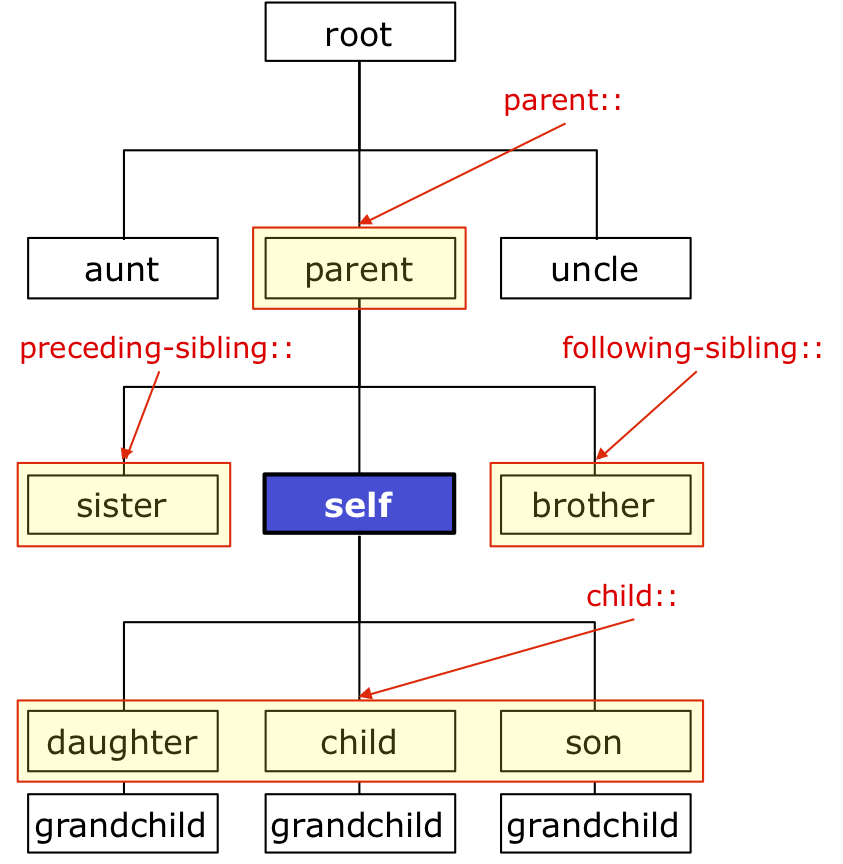 root
parent::
aunt
parent
uncle
preceding-sibling::
following-sibling::
sister
self
brother
child::
daughter
child
son
grandchild
grandchild
grandchild